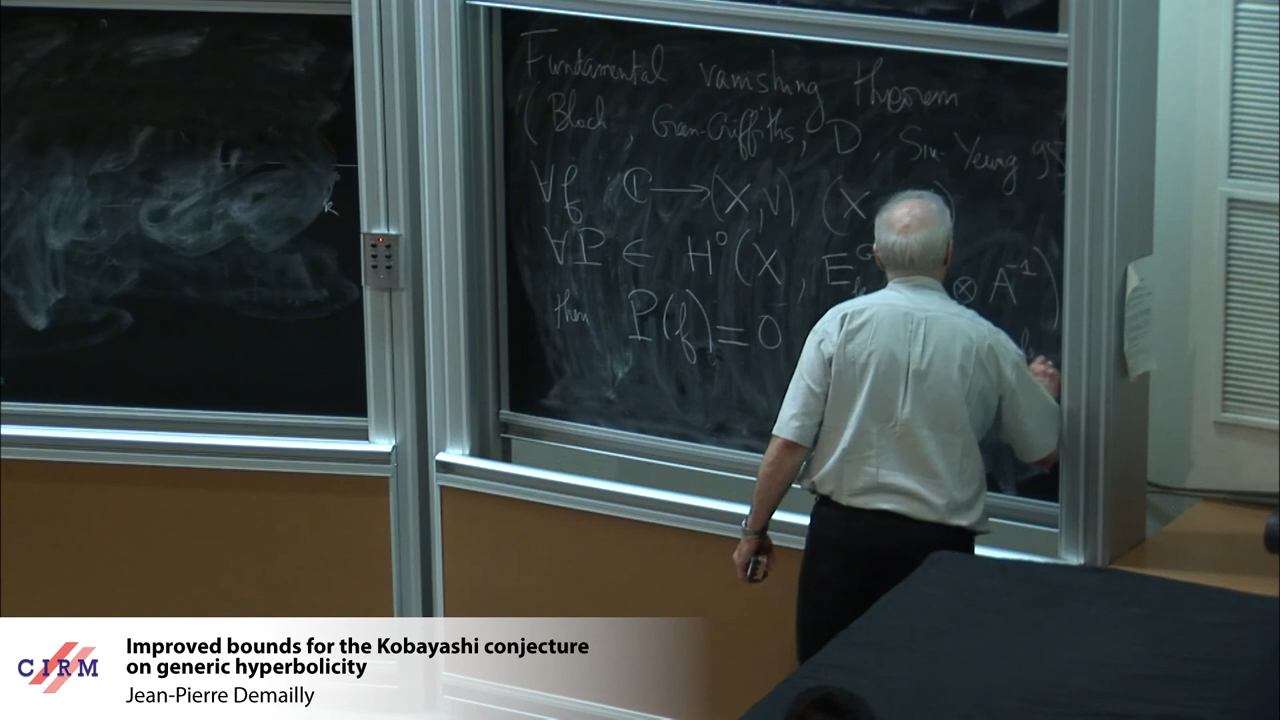 Fundamental vanishing theorem
(Bloch, Green-Griffiths, D, Siu-Yeung 95
∀f : ℂ → (X,V) (X
∀P ∈ H⁰(X, E ⊗ A⁻¹)
then P(f) = 0
CIRM
Improved bounds for the Kobayashi conjecture
on generic hyperbolicity
Jean-Pierre Demailly